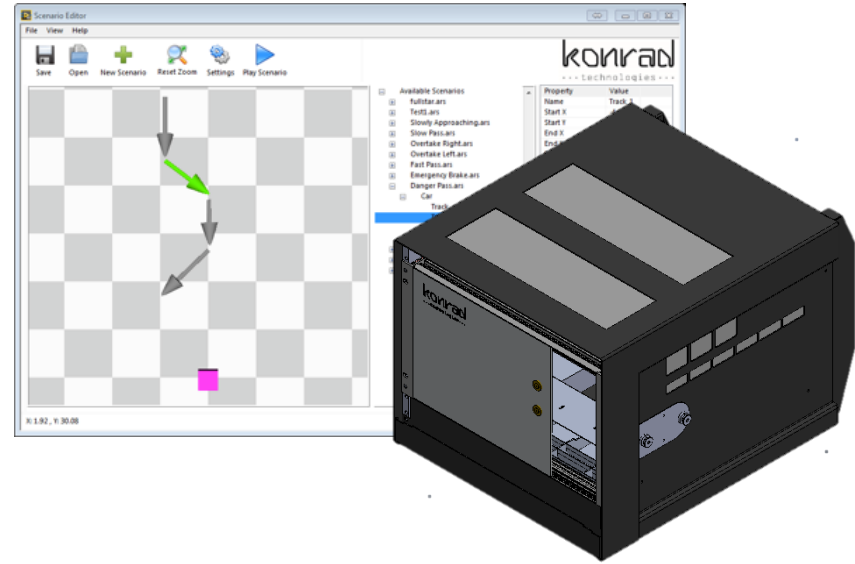 Scenario Editor
File View Help
konrad
---technologies---
Save Open New Scenario Reset Zoom Settings Play Scenario
Available Scenarios
fullstar.ars
Test1.ars
Slowly Approaching.ars
Slow Pass.ars
Overtake Right.ars
Overtake Left.ars
Fast Pass.ars
Emergency Brake.ars
Danger Pass.ars
Car
Track
Property Value
Name Track_3
Start X
Start Y
End X
End
X: 1.92 , Y: 30.08
konrad